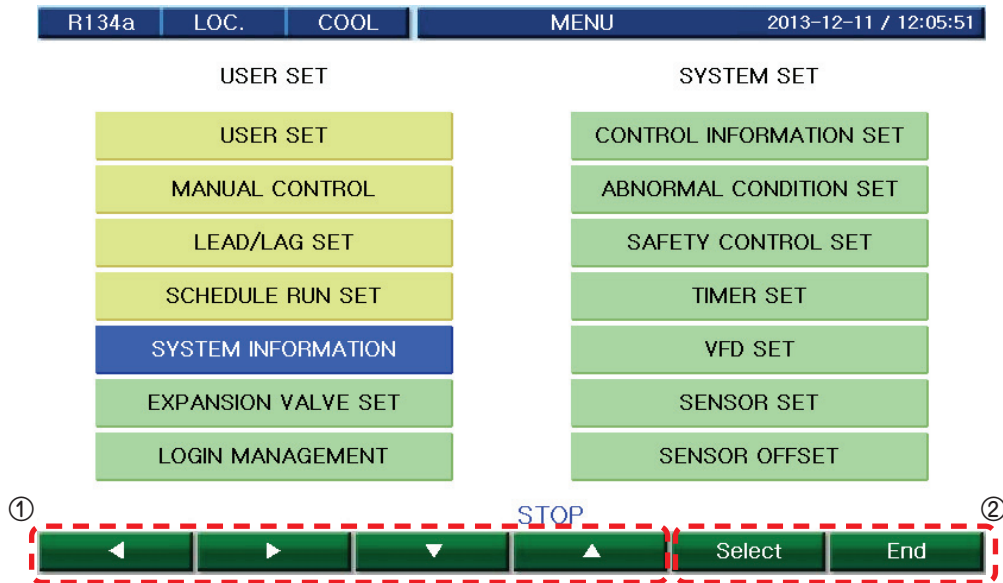 R134a LOC. COOL MENU 2013-12-11 / 12:05:51
USER SET SYSTEM SET
USER SET CONTROL INFORMATION SET
MANUAL CONTROL ABNORMAL CONDITION SET
LEAD/LAG SET SAFETY CONTROL SET
SCHEDULE RUN SET TIMER SET
SYSTEM INFORMATION VFD SET
EXPANSION VALVE SET SENSOR SET
LOGIN MANAGEMENT SENSOR OFFSET
① STOP ②
◀ ▶ ▼ ▲ Select End